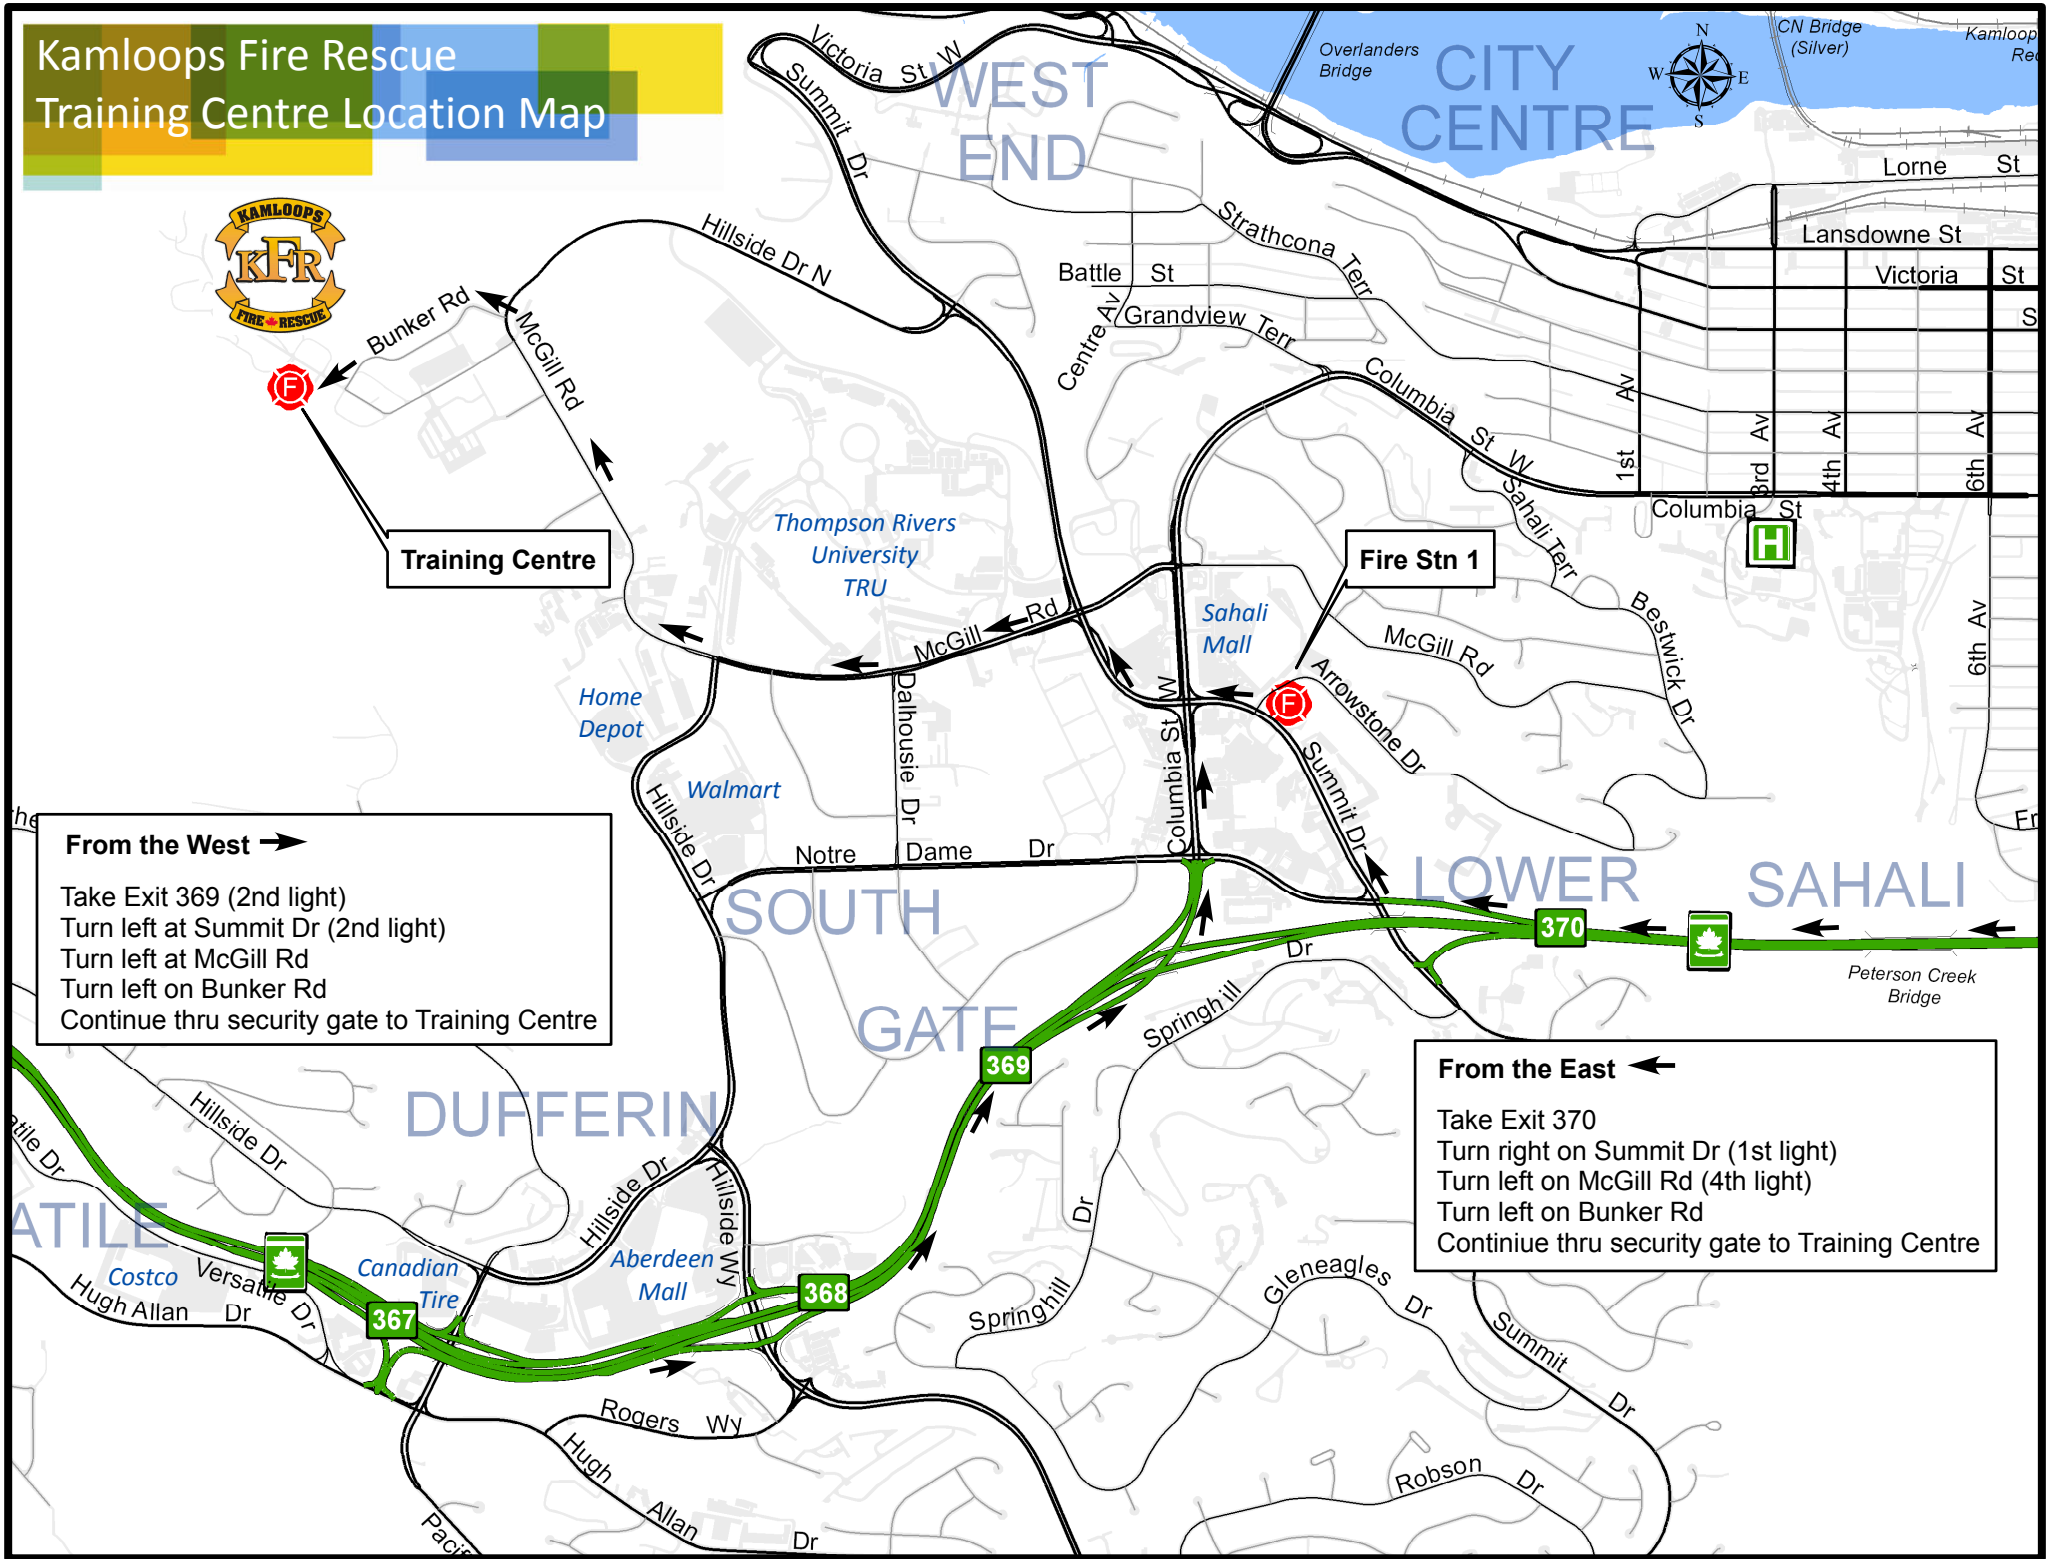 Kamloops Fire Rescue
Training Centre Location Map
KAMLOOPS
KFR
FIRE RESCUE
Victoria St W
Summit Dr
WEST
END
Overlanders
Bridge
CITY
CENTRE
N
W E
S
CN Bridge
(Silver)
Lorne St
Lansdowne St
Victoria St
S
Hillside Dr N
Strathcona Terr
Battle St
Centre Av
Grandview Terr
Columbia St W
1st Av
3rd Av
4th Av
6th Av
Columbia St
H
Bunker Rd
McGill Rd
F
Training Centre
Thompson Rivers
University
TRU
McGill Rd
Sahali
Mall
Fire Stn 1
F
Sahali Terr
Bestwick Dr
McGill Rd
Arrowstone Dr
6th Av
Home
Depot
Walmart
Dalhousie Dr
Columbia St W
Summit Dr
Hillside Dr
Notre Dame Dr
SOUTH
GATE
LOWER SAHALI
Fr
From the West
Take Exit 369 (2nd light)
Turn left at Summit Dr (2nd light)
Turn left at McGill Rd
Turn left on Bunker Rd
Continue thru security gate to Training Centre
370
Peterson Creek
Bridge
Springhill Dr
369
From the East
Take Exit 370
Turn right on Summit Dr (1st light)
Turn left on McGill Rd (4th light)
Turn left on Bunker Rd
Continiue thru security gate to Training Centre
DUFFERIN
Hillside Dr
atile Dr
ATILE
Costco
Versatile Dr
Hugh Allan Dr
Canadian
Tire
367
Hillside Dr
Hillside Wy
Aberdeen
Mall
368
Springhill Dr
Gleneagles Dr
Summit Dr
Rogers Wy
Hugh Allan Dr
Robson Dr